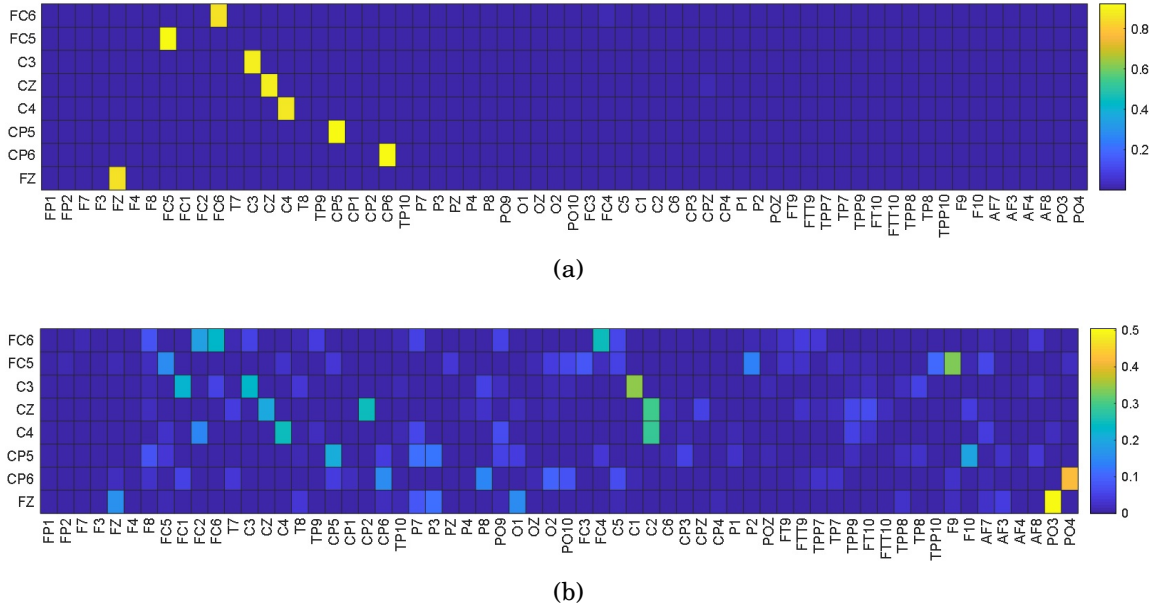 FC6
FC5
C3
CZ
C4
CP5
CP6
FZ
FP1 FP2 F7 F3 FZ F4 F8 FC5 FC1 FC2 FC6 T7 C3 CZ C4 T8 TP9 CP5 CP1 CP2 CP6 TP10 P7 P3 PZ P4 P8 PO9 O1 OZ O2 PO10 FC3 FC4 C5 C1 C2 C6 CP3 CPZ CP4 P1 P2 POZ FT9 FTT9 TPP7 TP7 TPP9 FT10 FTT10 TPP8 TP8 TPP10 F9 F10 AF7 AF3 AF4 AF8 PO3 PO4
0.8
0.6
0.4
0.2
(a)
FC6
FC5
C3
CZ
C4
CP5
CP6
FZ
FP1 FP2 F7 F3 FZ F4 F8 FC5 FC1 FC2 FC6 T7 C3 CZ C4 T8 TP9 CP5 CP1 CP2 CP6 TP10 P7 P3 PZ P4 P8 PO9 O1 OZ O2 PO10 FC3 FC4 C5 C1 C2 C6 CP3 CPZ CP4 P1 P2 POZ FT9 FTT9 TPP7 TP7 TPP9 FT10 FTT10 TPP8 TP8 TPP10 F9 F10 AF7 AF3 AF4 AF8 PO3 PO4
0.5
0.4
0.3
0.2
0.1
0
(b)